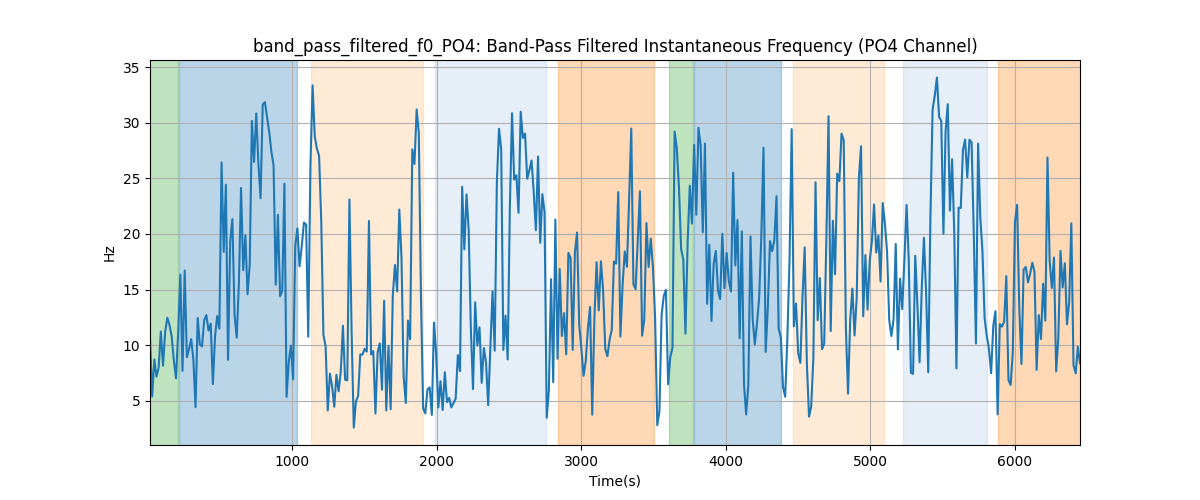 band_pass_filtered_f0_PO4: Band-Pass Filtered Instantaneous Frequency (PO4 Channel)
35
30
25
20
15
10
5
Hz
1000 2000 3000 4000 5000 6000
Time(s)